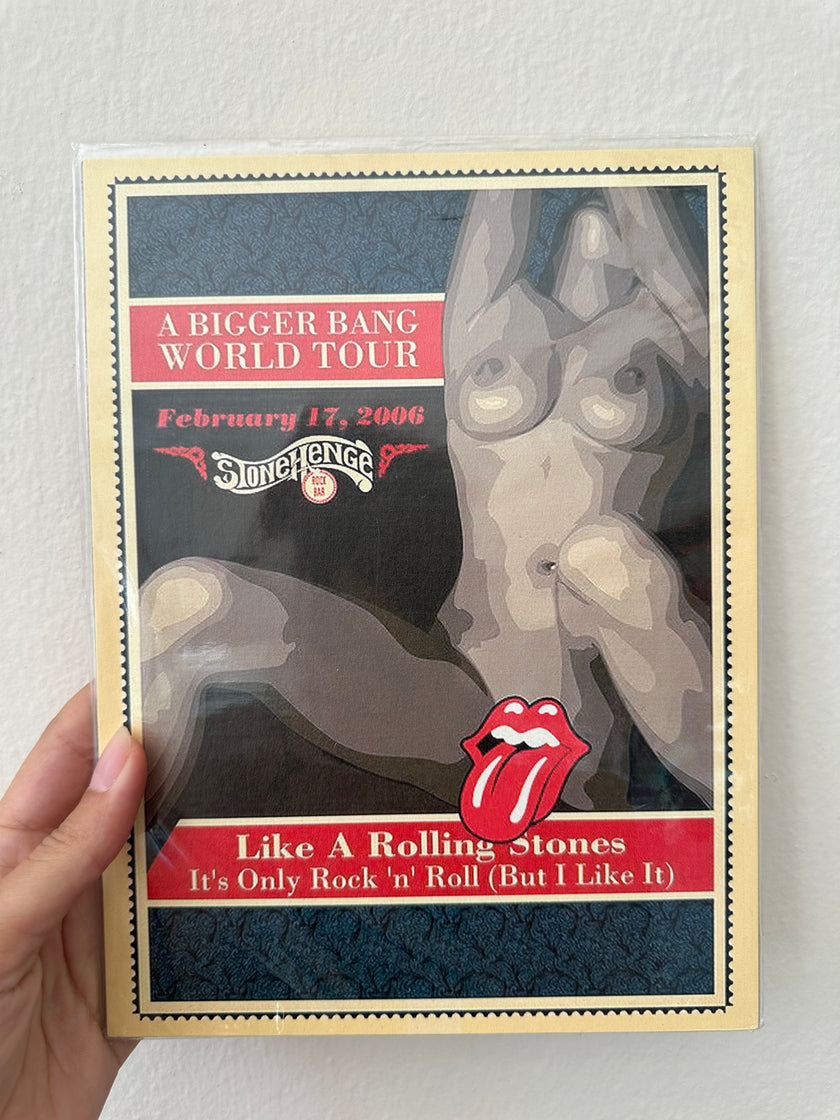 A BIGGER BANG
WORLD TOUR
February 17, 2006
STONEHENGE
ROCK
BAR
Like A Rolling Stones
It's Only Rock 'n' Roll (But I Like It)